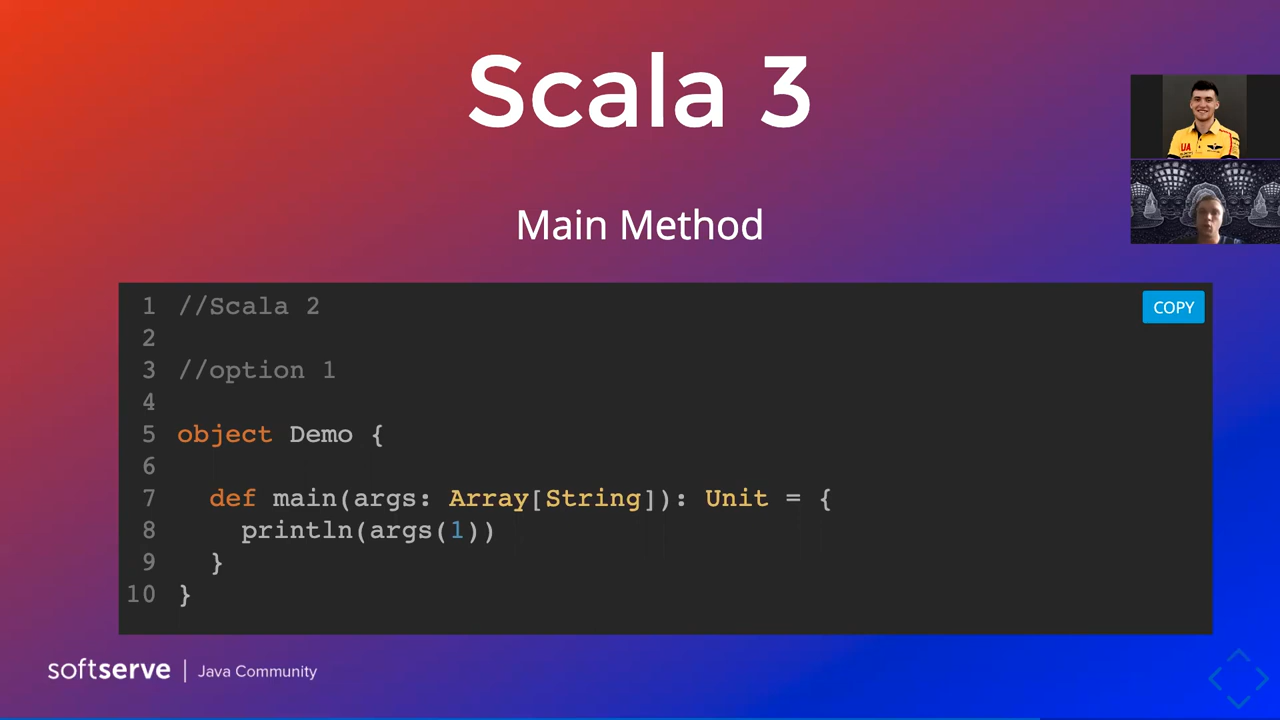 Scala 3
Main Method
1 //Scala 2
2
3 //option 1
4
5 object Demo {
6
7   def main(args: Array[String]): Unit = {
8     println(args(1))
9   }
10 }
COPY
UA
softserve | Java Community